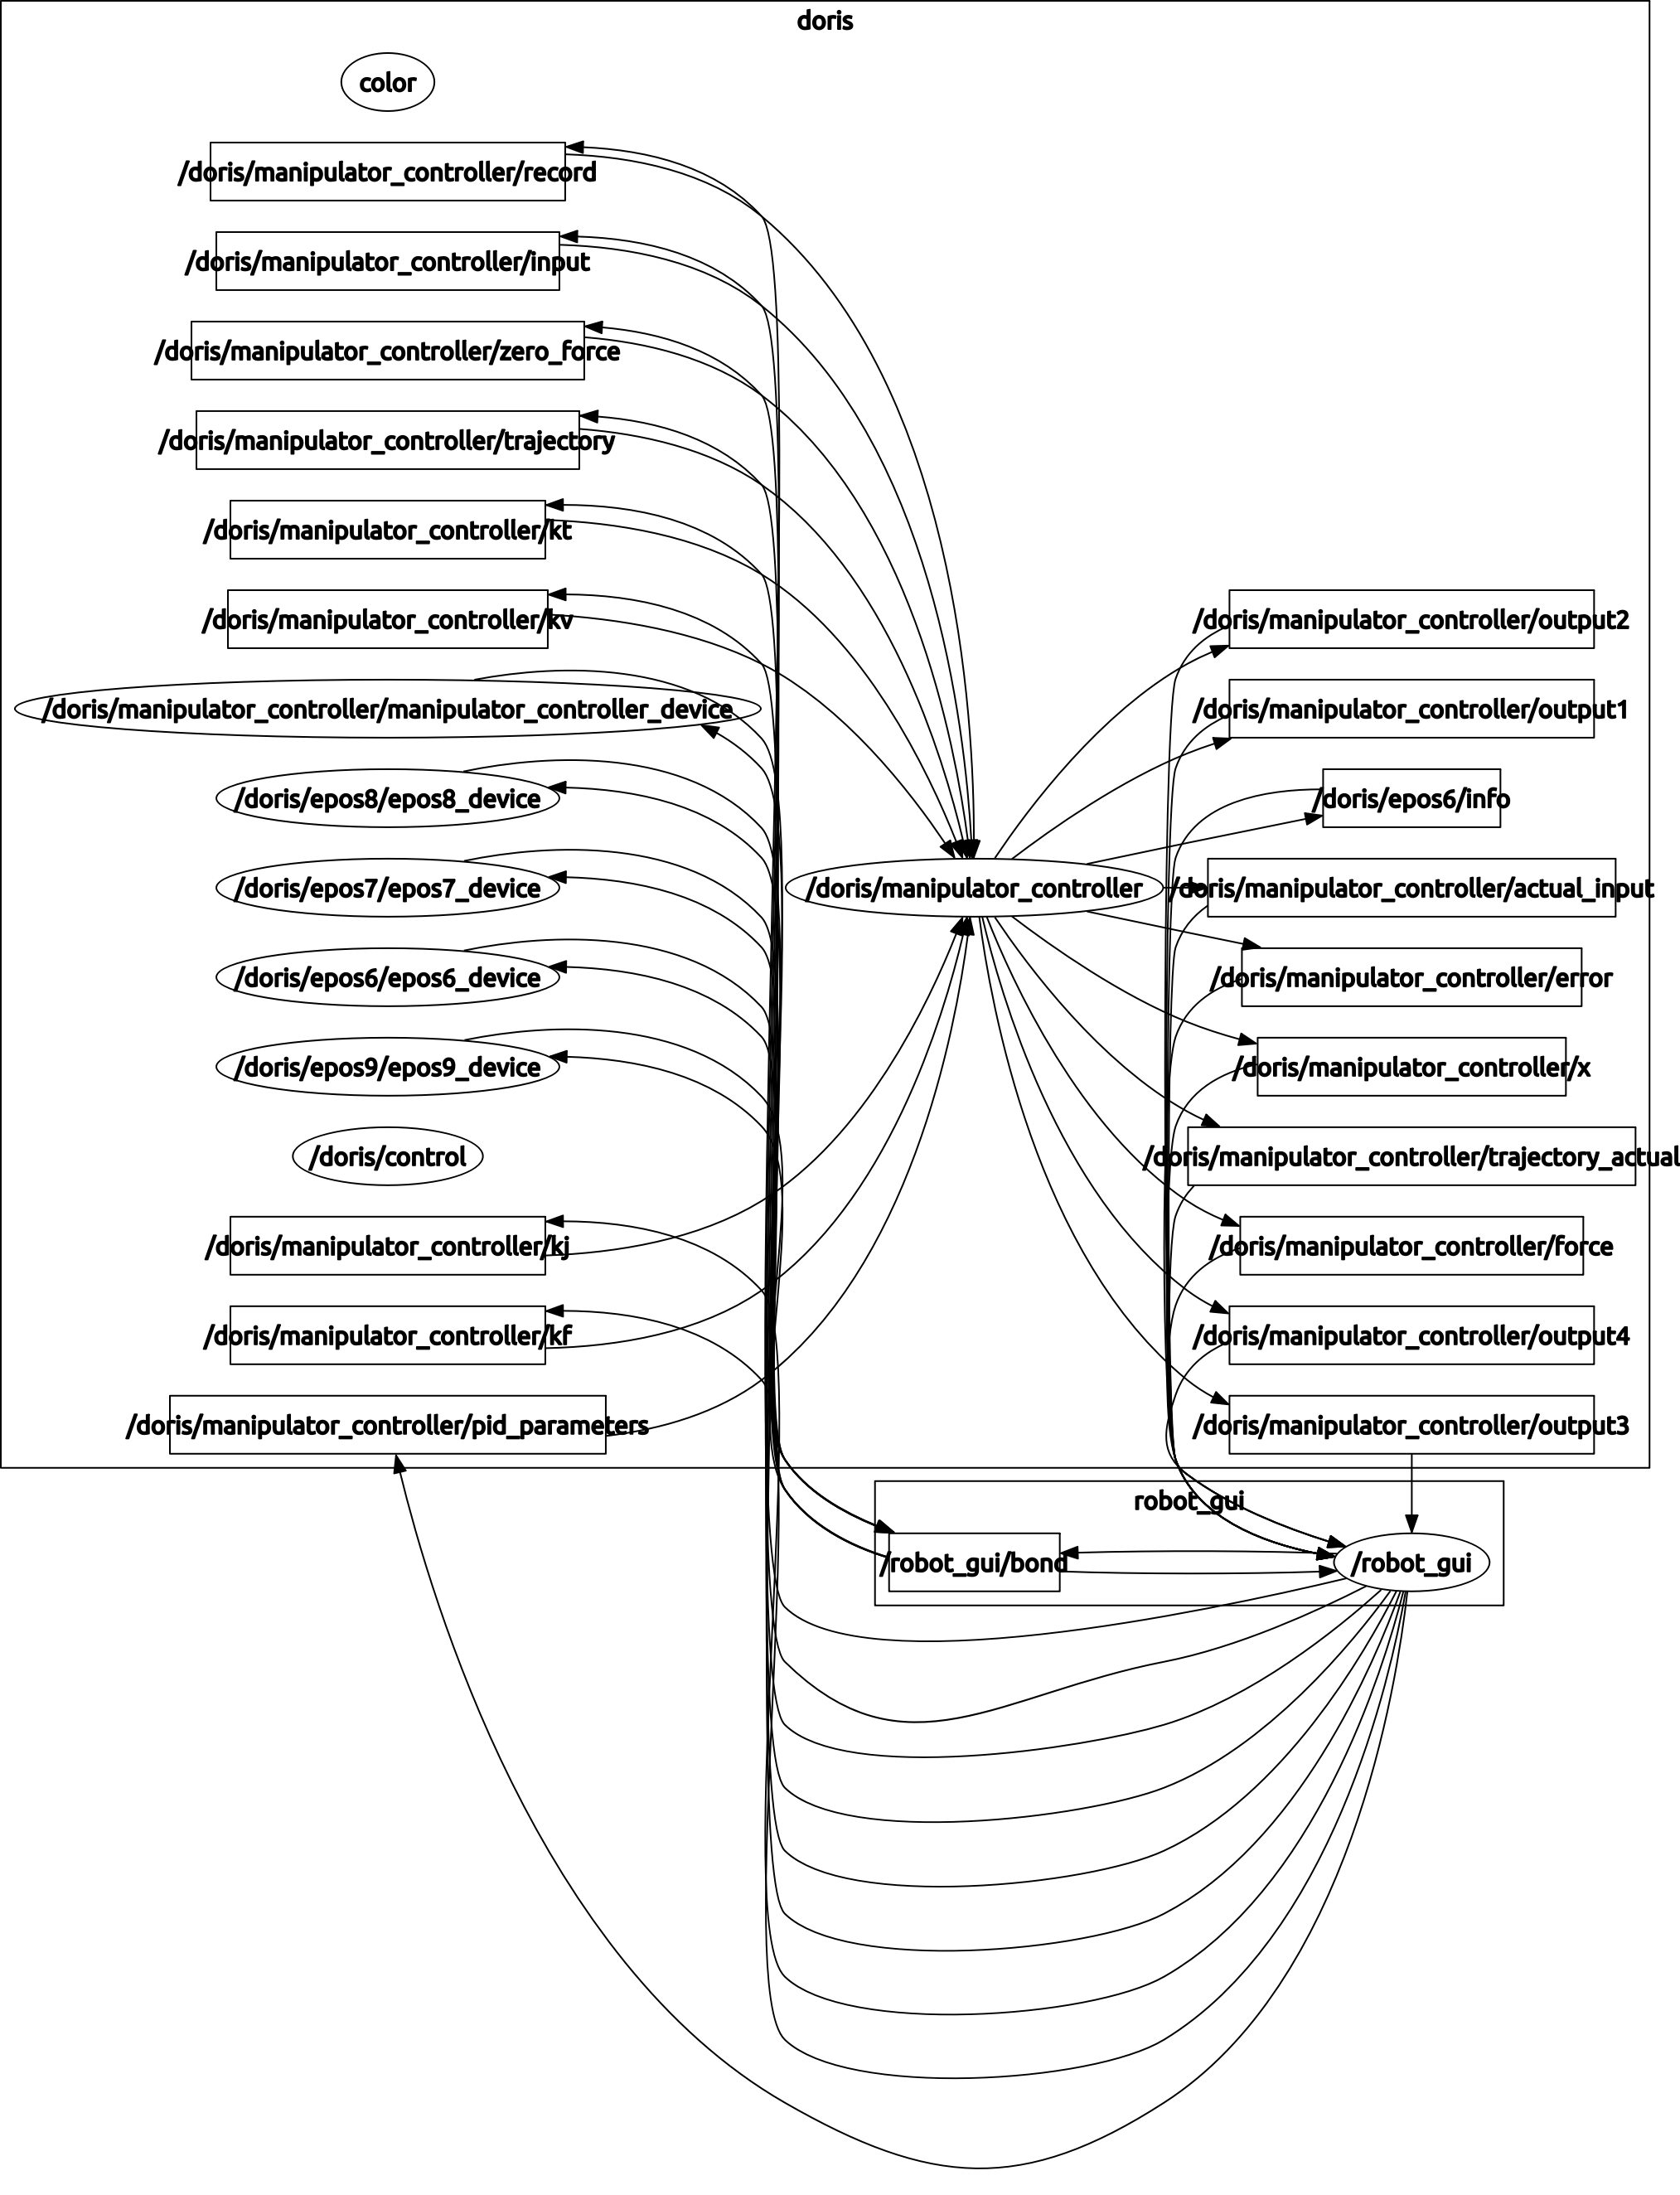 doris
color
/doris/manipulator_controller/record
/doris/manipulator_controller/input
/doris/manipulator_controller/zero_force
/doris/manipulator_controller/trajectory
/doris/manipulator_controller/kt
/doris/manipulator_controller/kv
/doris/manipulator_controller/manipulator_controller_device
/doris/epos8/epos8_device
/doris/epos7/epos7_device
/doris/epos6/epos6_device
/doris/epos9/epos9_device
/doris/control
/doris/manipulator_controller/kj
/doris/manipulator_controller/kf
/doris/manipulator_controller/pid_parameters
/doris/manipulator_controller
/doris/manipulator_controller/output2
/doris/manipulator_controller/output1
/doris/epos6/info
/doris/manipulator_controller/actual_input
/doris/manipulator_controller/error
/doris/manipulator_controller/x
/doris/manipulator_controller/trajectory_actual
/doris/manipulator_controller/force
/doris/manipulator_controller/output4
/doris/manipulator_controller/output3
robot_gui
/robot_gui/bond
/robot_gui